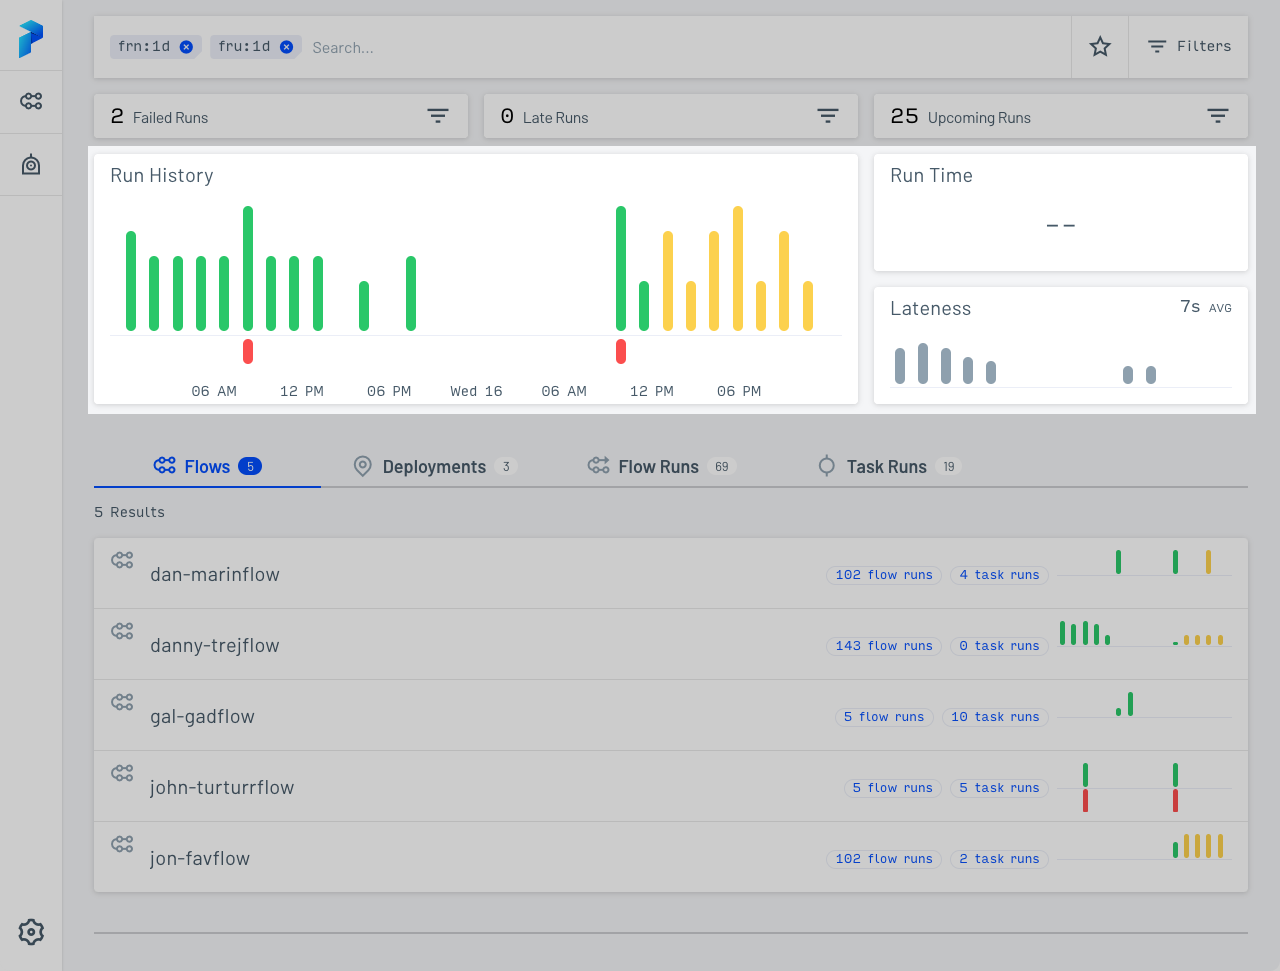 frn:1d fru:1d Search... Filters
2 Failed Runs 0 Late Runs 25 Upcoming Runs
Run History
06 AM 12 PM 06 PM Wed 16 06 AM 12 PM 06 PM
Run Time
--
Lateness 7s AVG
Flows 5 Deployments 3 Flow Runs 69 Task Runs 19
5 Results
dan-marinflow 102 flow runs 4 task runs
danny-trejflow 143 flow runs 0 task runs
gal-gadflow 5 flow runs 10 task runs
john-turturrflow 5 flow runs 5 task runs
jon-favflow 102 flow runs 2 task runs